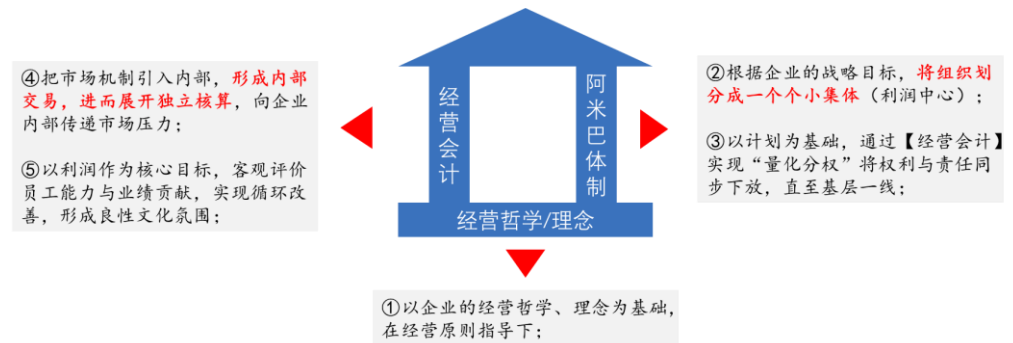 ④把市场机制引入内部，形成内部
交易，进而展开独立核算，向企业
内部传递市场压力；
⑤以利润作为核心目标，客观评价
员工能力与业绩贡献，实现循环改
善，形成良性文化氛围；
经营会计
阿米巴体制
经营哲学/理念
②根据企业的战略目标，将组织划
分成一个个小集体（利润中心）；
③以计划为基础，通过【经营会计】
实现“量化分权”将权利与责任同
步下放，直至基层一线；
①以企业的经营哲学、理念为基础，
在经营原则指导下；